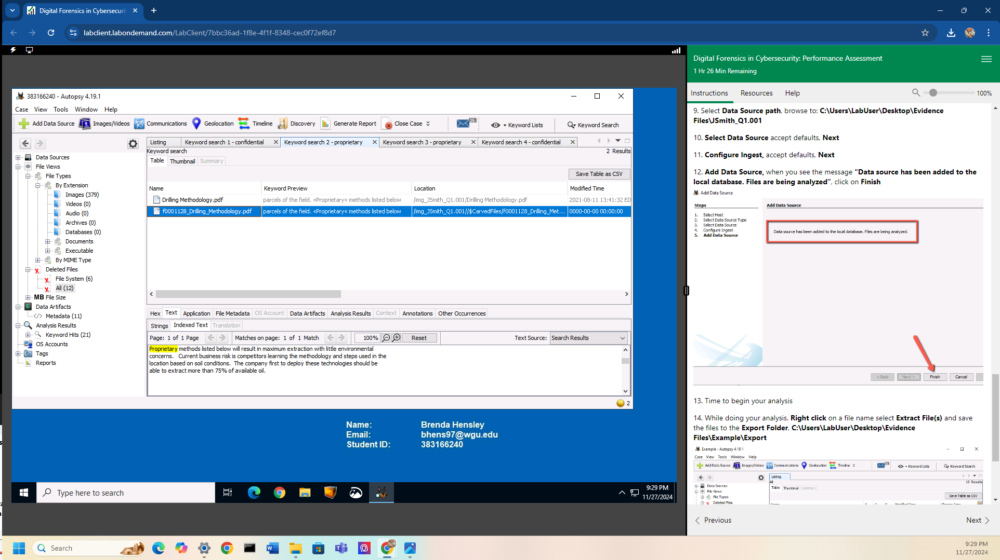 Digital Forensics in Cybersecuri
labclient.labondemand.com/LabClient/7bbc36ad-1f8e-4f1f-8348-cec0f72ef8d7
383166240 - Autopsy 4.19.1
Case View Tools Window Help
Add Data Source Images/Videos Communications Geolocation Timeline Discovery Generate Report Close Case 16 Keyword Lists Keyword Search
Data Sources
File Views
File Types
By Extension
Images (379)
Videos (0)
Audio (0)
Archives (0)
Databases (0)
Documents
Executable
By MIME Type
Deleted Files
File System (6)
All (12)
MB File Size
Data Artifacts
Metadata (11)
Analysis Results
Keyword Hits (21)
OS Accounts
Tags
Reports
Listing Keyword search 1 - confidential Keyword search 2 - proprietary Keyword search 3 - proprietary Keyword search 4 - confidential
Keyword search 2 Results
Table Thumbnail Summary
Save Table as CSV
Name Keyword Preview Location Modified Time
Drilling Methodology.pdf parcels of the field. «Proprietary« methods listed below /img_JSmith_Q1.001/Drilling Methodology.pdf 2021-08-11 13:41:32 ED
f0001128_Drilling_Methodology.pdf parcels of the field. «Proprietary« methods listed below /img_JSmith_Q1.001//$CarvedFiles/f0001128_Drilling_Met... 0000-00-00 00:00:00
Hex Text Application File Metadata OS Account Data Artifacts Analysis Results Context Annotations Other Occurrences
Strings Indexed Text Translation
Page: 1 of 1 Page Matches on page: 1 of 1 Match 100% Reset Text Source: Search Results
Proprietary methods listed below will result in maximum extraction with little environmental
concerns. Current business risk is competitors learning the methodology and steps used in the
location based on soil conditions. The company first to deploy these technologies should be
able to extract more than 75% of available oil.
2
Name: Brenda Hensley
Email: bhens97@wgu.edu
Student ID: 383166240
Type here to search
9:29 PM
11/27/2024
Digital Forensics in Cybersecurity: Performance Assessment
1 Hr 26 Min Remaining
Instructions Resources Help 100%
9. Select Data Source path, browse to: C:\Users\LabUser\Desktop\Evidence
Files\JSmith_Q1.001
10. Select Data Source accept defaults, Next
11. Configure Ingest, accept defaults, Next
12. Add Data Source, when you see the message “Data source has been added to the
local database. Files are being analyzed”, click on Finish
Add Data Source
Steps Add Data Source
1. Select Host
2. Select Data Source Type
3. Select Data Source
4. Configure Ingest
5. Add Data Source
Data source has been added to the local database. Files are being analyzed.
< Back Next > Finish Cancel
13. Time to begin your analysis
14. While doing your analysis. Right click on a file name select Extract File(s) and save
the files to the Export Folder, C:\Users\LabUser\Desktop\Evidence
Files\Example\Export
Example - Autopsy 4.19.1
Case View Tools Window Help
Add Data Source Images/Videos Communications Geolocation Timeline Keyword Lists Keyword Search
Data Sources
File Views
File Types
Deleted Files
Listing
All 12 Results
Table Thumbnail Summary
Save Table as CSV
Previous Next
Search
9:29 PM
11/27/2024